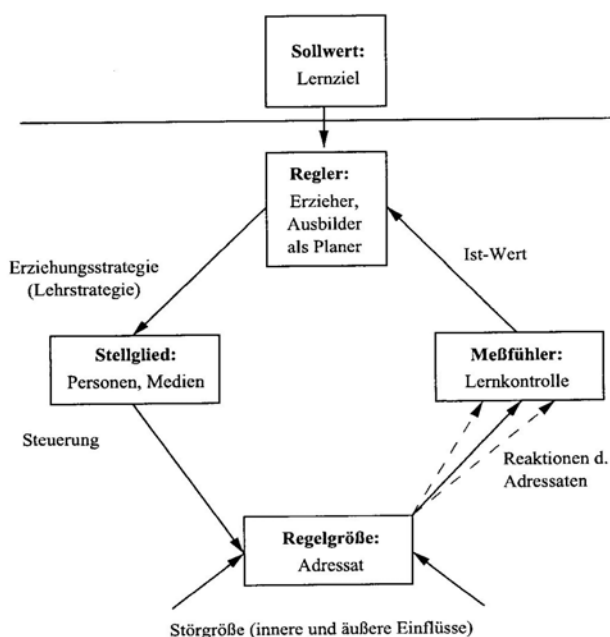 Sollwert:
Lernziel
Regler:
Erzieher,
Ausbilder
als Planer
Erziehungsstrategie
(Lehrstrategie)
Ist-Wert
Stellglied:
Personen, Medien
Meßfühler:
Lernkontrolle
Steuerung
Reaktionen d.
Adressaten
Regelgröße:
Adressat
Störgröße (innere und äußere Einflüsse)